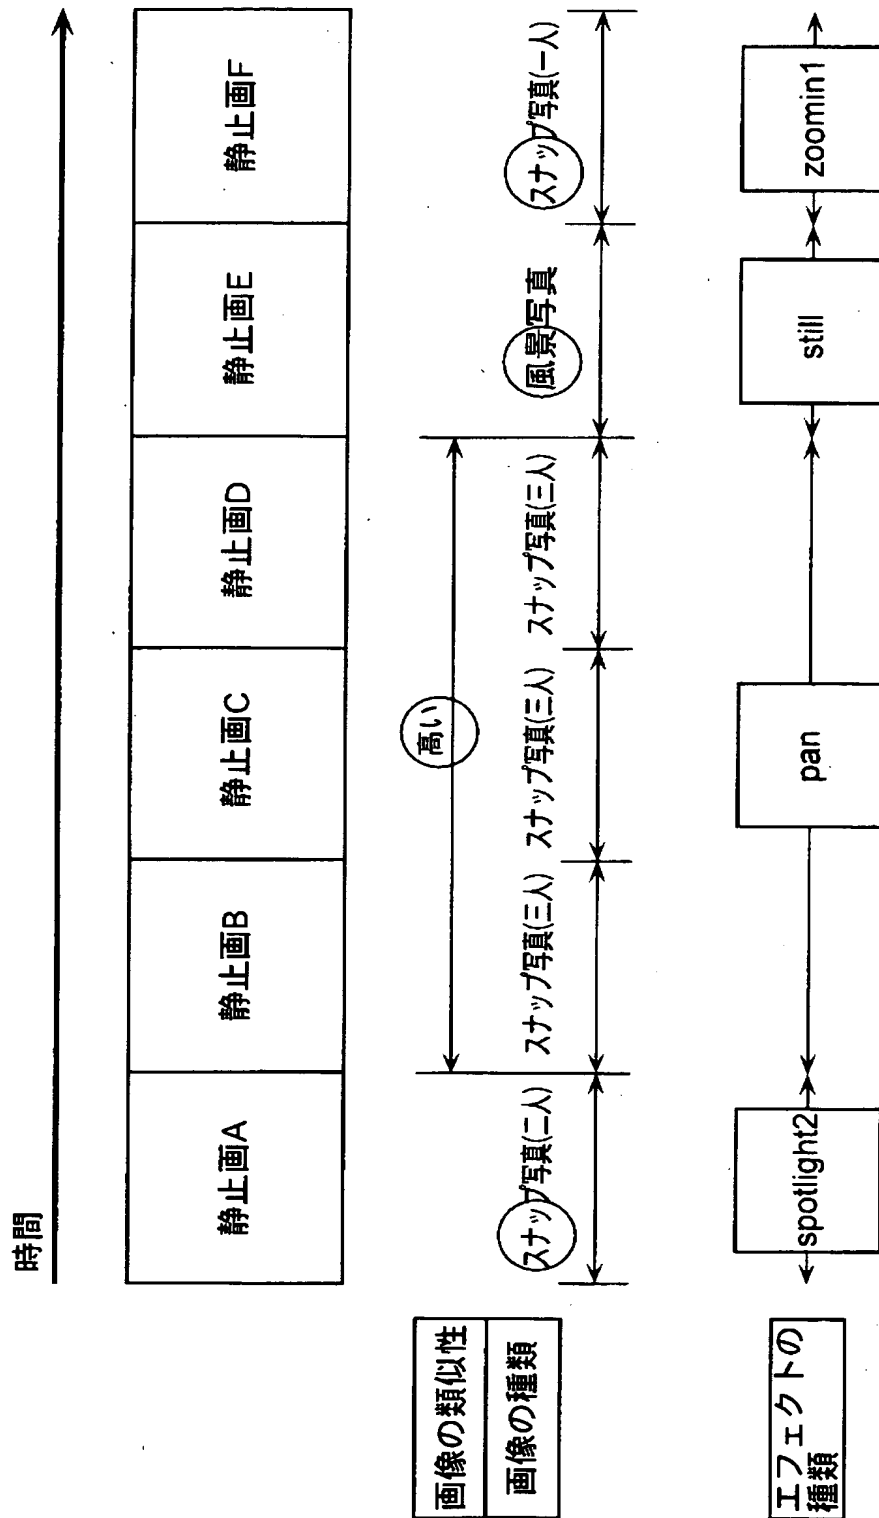 時間
静止画A
静止画B
静止画C
静止画D
静止画E
静止画F
画像の類似性
高い
画像の種類
スナップ写真(二人)
スナップ写真(三人)
スナップ写真(三人)
スナップ写真(三人)
風景写真
スナップ写真(一人)
エフェクトの
種類
spotlight2
pan
still
zoomin1